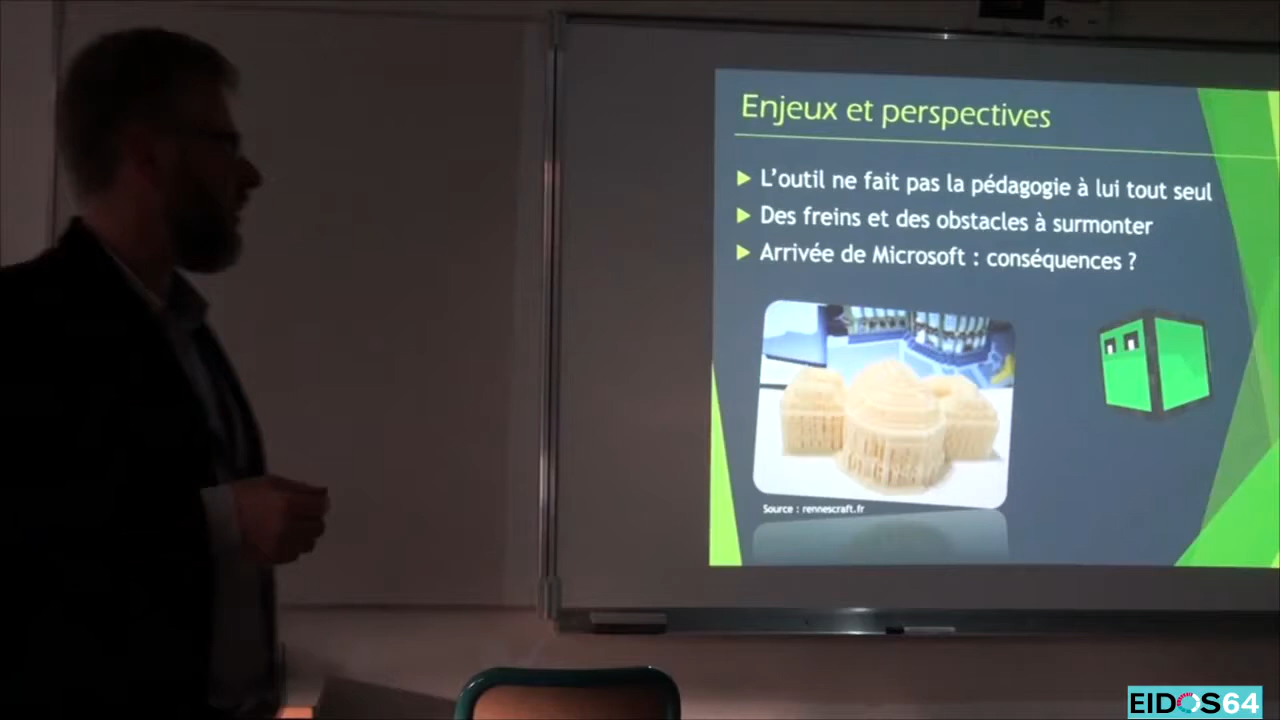 Enjeux et perspectives
L'outil ne fait pas la pédagogie à lui tout seul
Des freins et des obstacles à surmonter
Arrivée de Microsoft : conséquences ?
Source : rennescraft.fr
EIDOS64